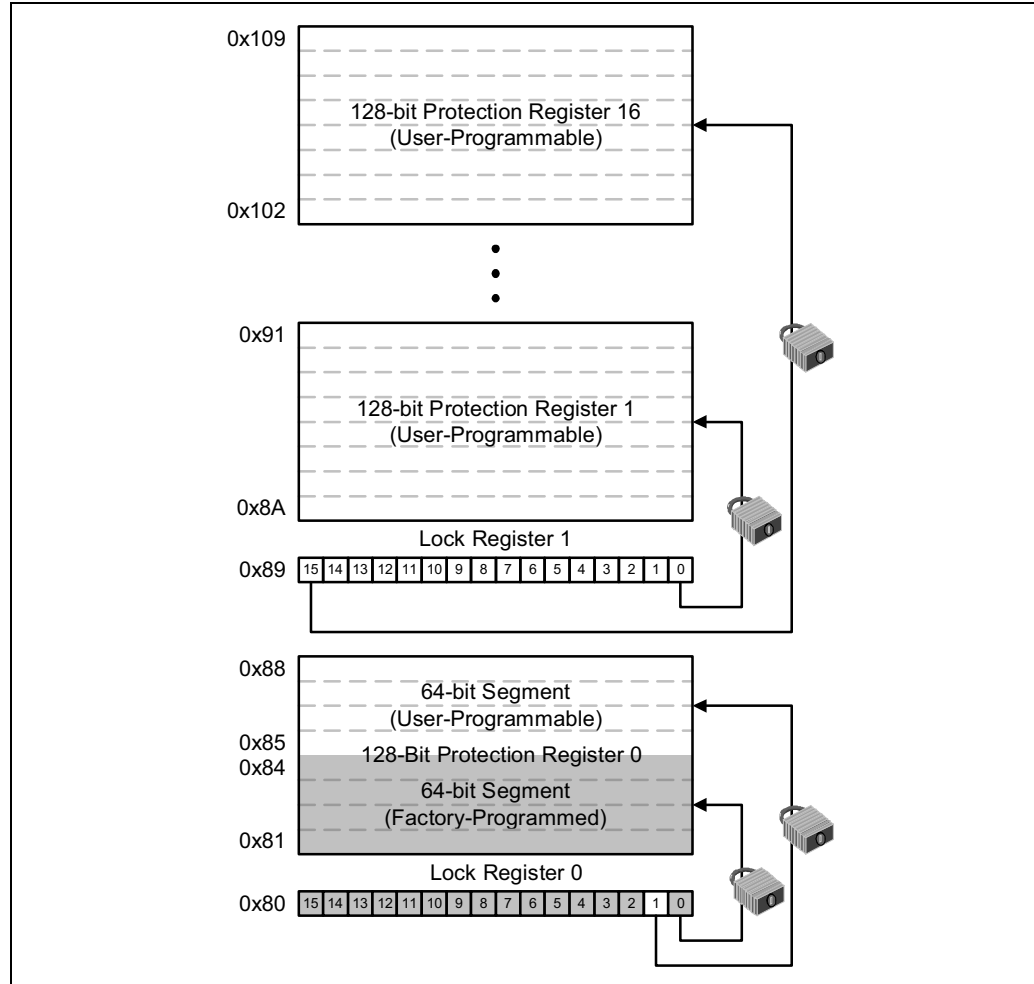 0x109
128-bit Protection Register 16
(User-Programmable)
0x102
0x91
128-bit Protection Register 1
(User-Programmable)
0x8A
Lock Register 1
0x89 15 14 13 12 11 10 9 8 7 6 5 4 3 2 1 0
0x88
64-bit Segment
(User-Programmable)
0x85
128-Bit Protection Register 0
0x84
64-bit Segment
(Factory-Programmed)
0x81
Lock Register 0
0x80 15 14 13 12 11 10 9 8 7 6 5 4 3 2 1 0